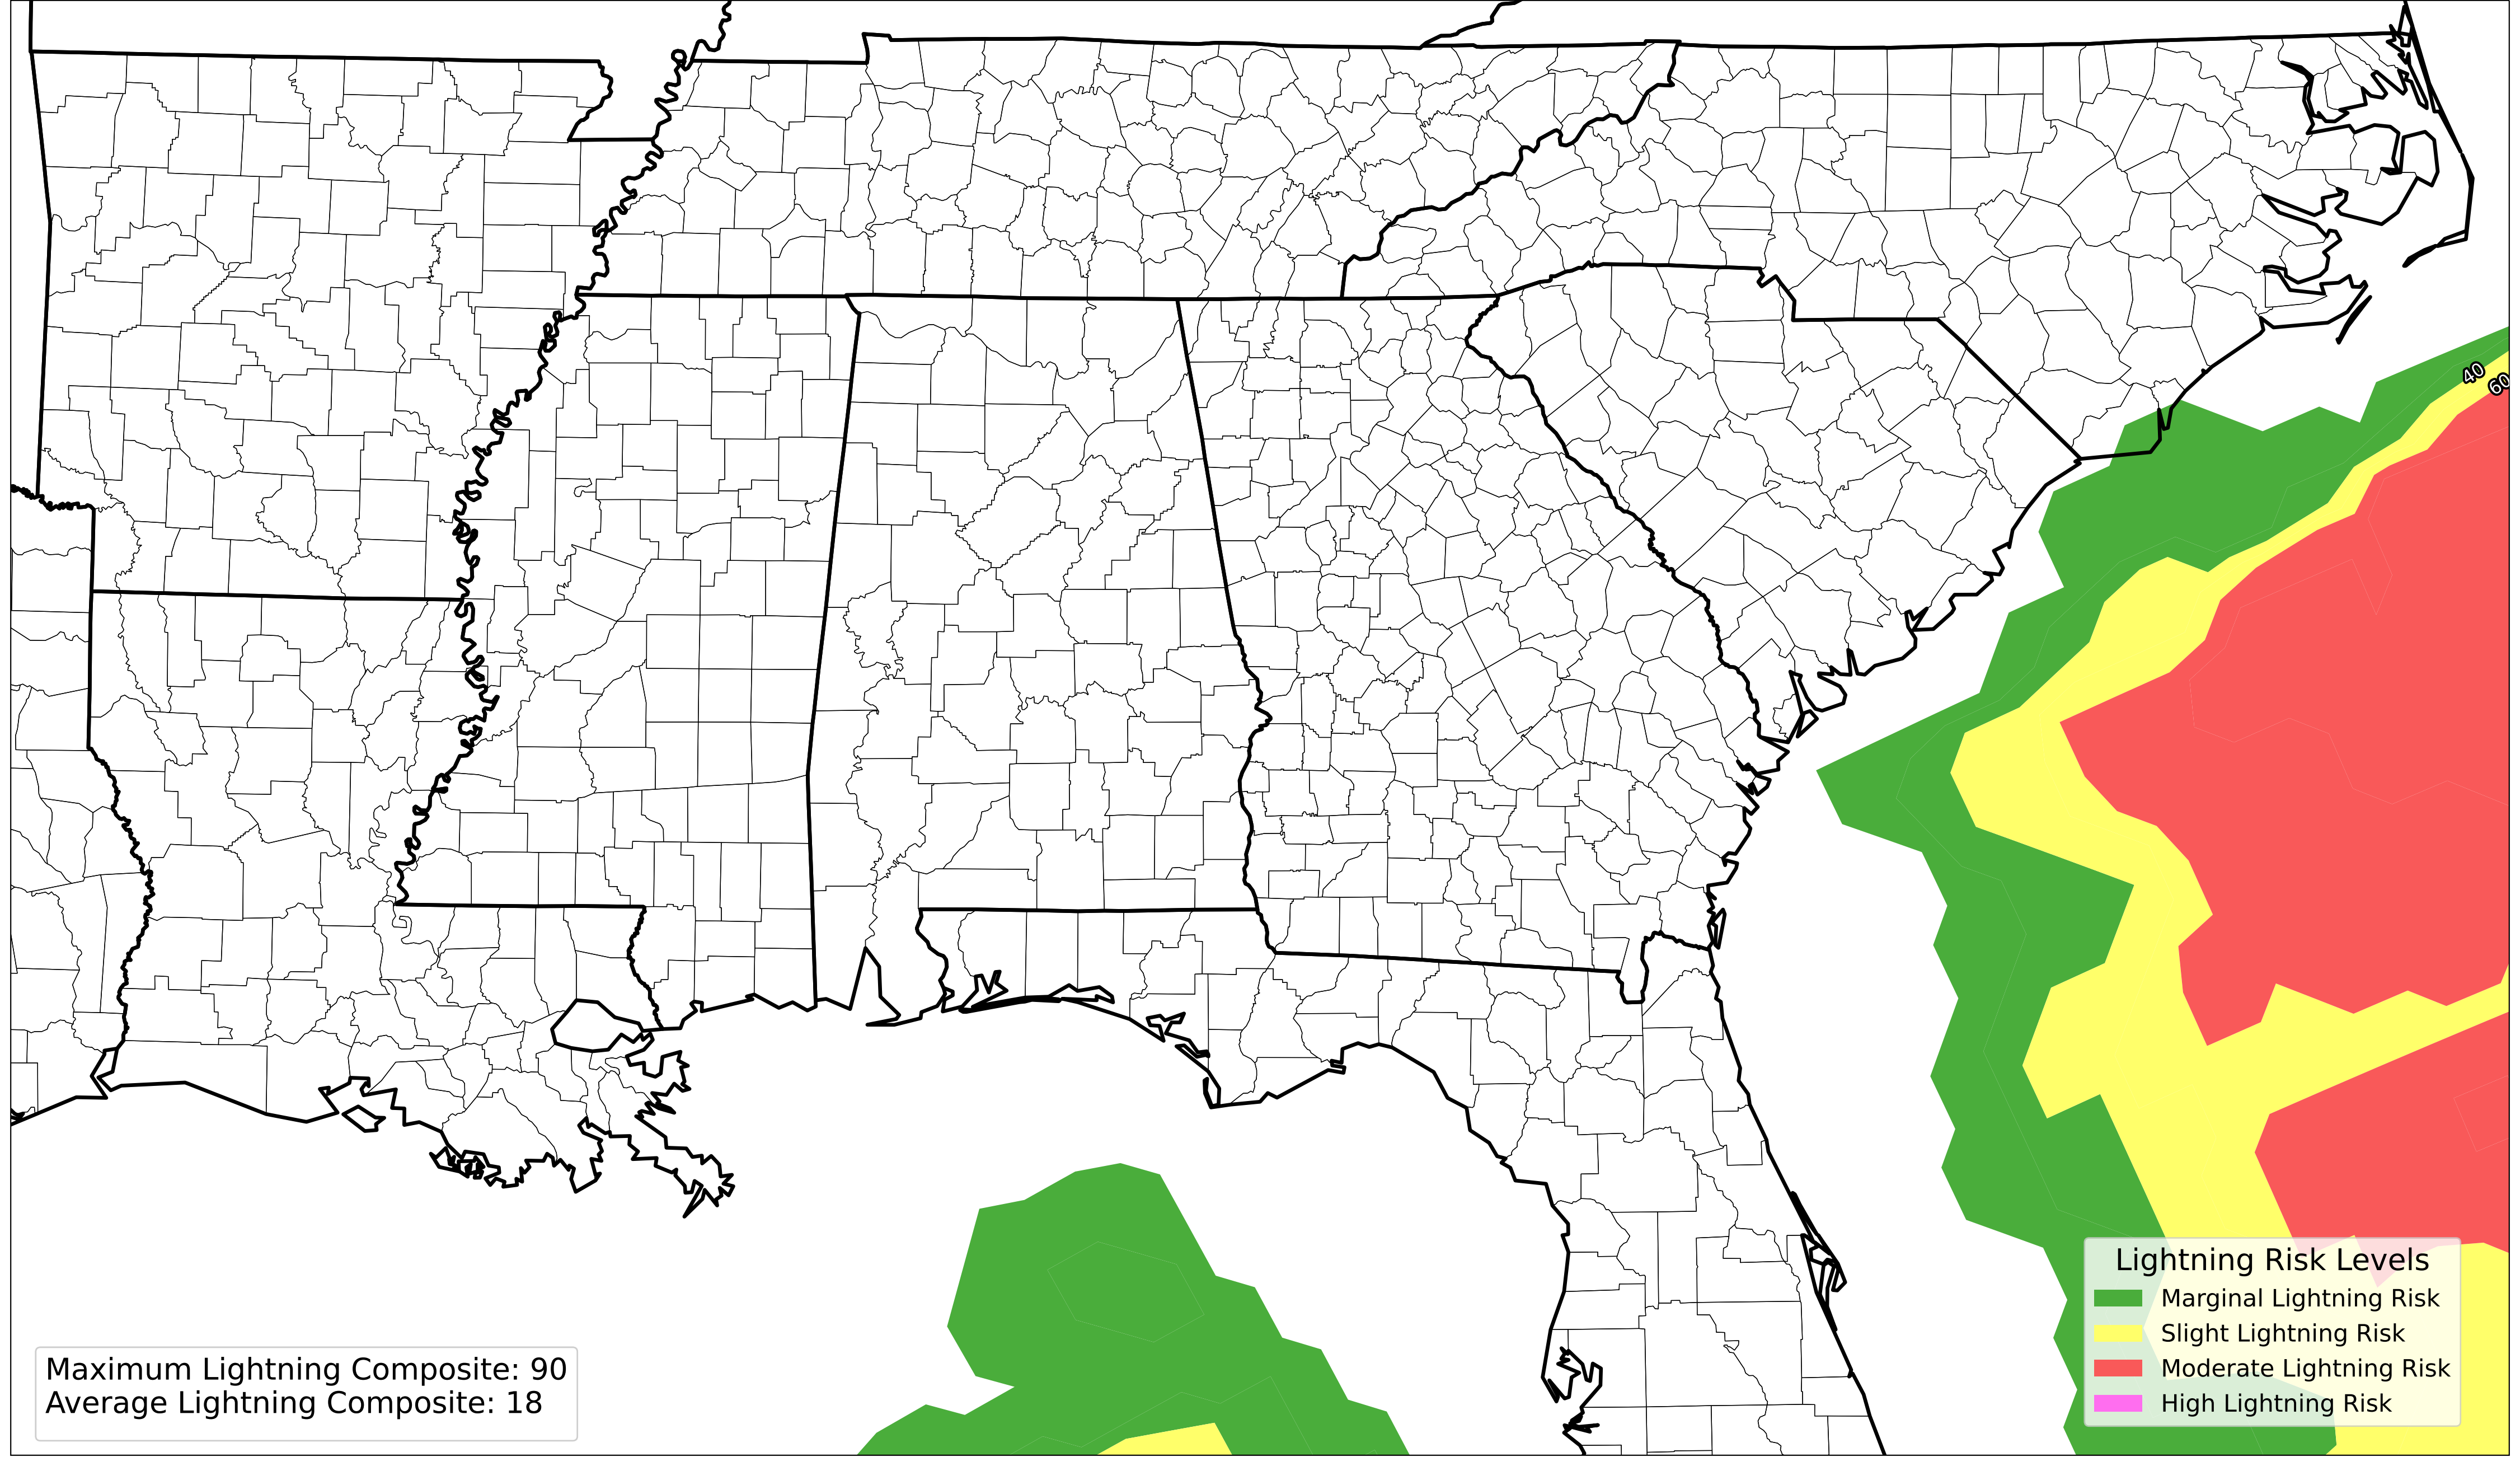 40
60
Lightning Risk Levels
Marginal Lightning Risk
Slight Lightning Risk
Moderate Lightning Risk
High Lightning Risk
Maximum Lightning Composite: 90
Average Lightning Composite: 18